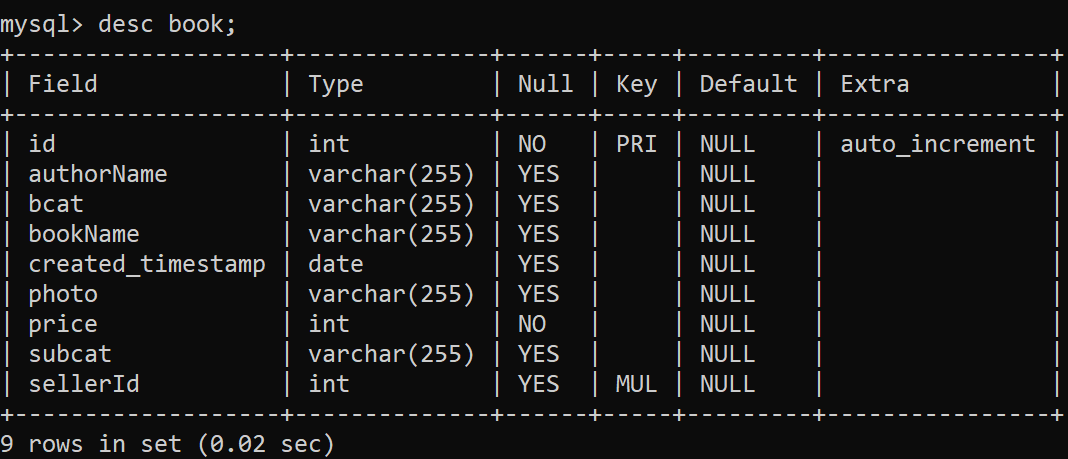 mysql> desc book;
+-------------------+--------------+------+-----+---------+----------------+
| Field             | Type         | Null | Key | Default | Extra          |
+-------------------+--------------+------+-----+---------+----------------+
| id                | int          | NO   | PRI | NULL    | auto_increment |
| authorName        | varchar(255) | YES  |     | NULL    |                |
| bcat              | varchar(255) | YES  |     | NULL    |                |
| bookName          | varchar(255) | YES  |     | NULL    |                |
| created_timestamp | date         | YES  |     | NULL    |                |
| photo             | varchar(255) | YES  |     | NULL    |                |
| price             | int          | NO   |     | NULL    |                |
| subcat            | varchar(255) | YES  |     | NULL    |                |
| sellerId          | int          | YES  | MUL | NULL    |                |
+-------------------+--------------+------+-----+---------+----------------+
9 rows in set (0.02 sec)